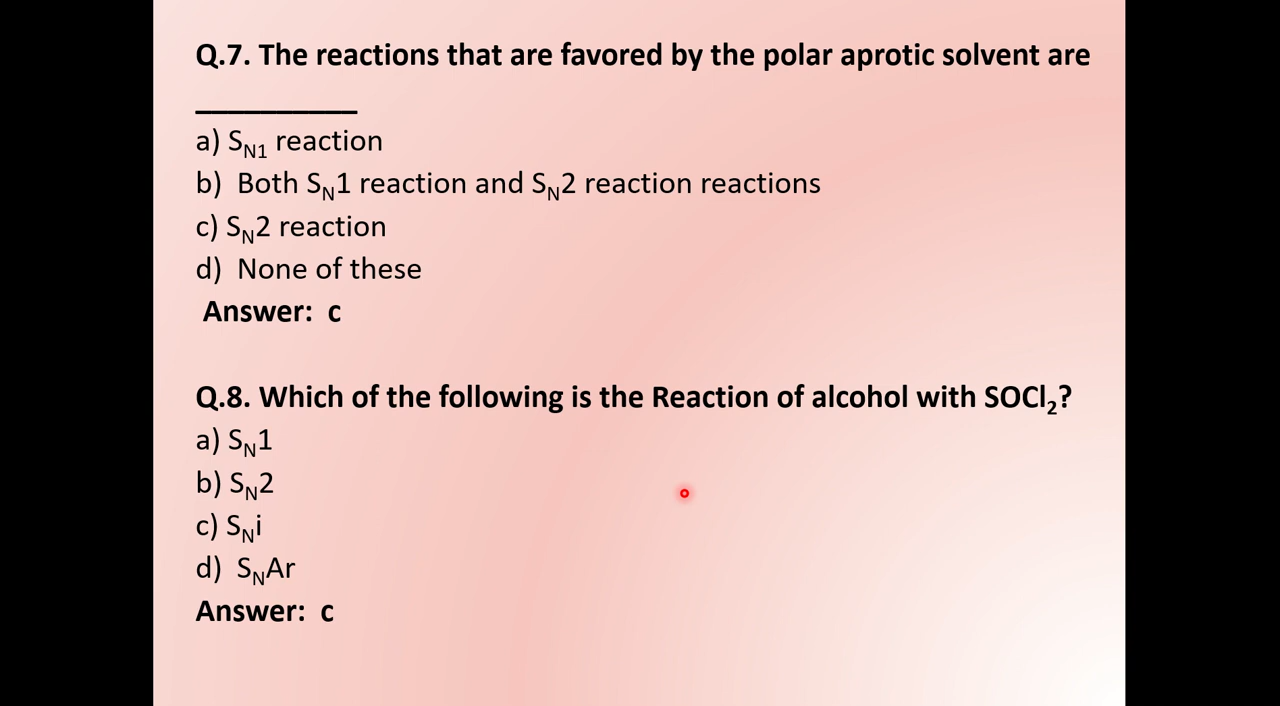 Q.7. The reactions that are favored by the polar aprotic solvent are
__________
a) SN1 reaction
b) Both SN1 reaction and SN2 reaction reactions
c) SN2 reaction
d) None of these
Answer: c
Q.8. Which of the following is the Reaction of alcohol with SOCl2?
a) SN1
b) SN2
c) SNi
d) SNAr
Answer: c